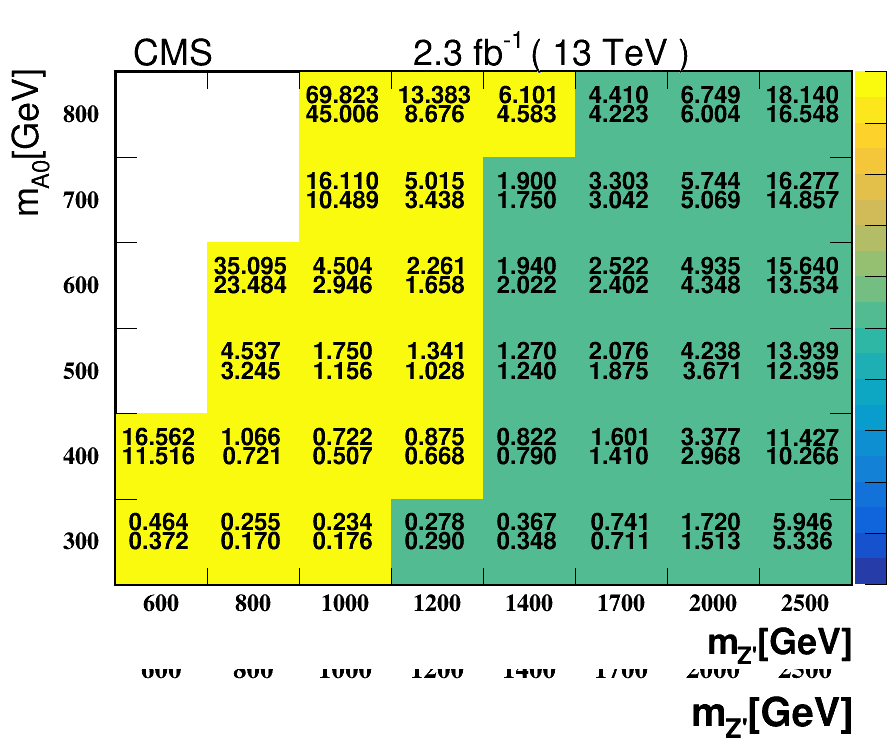 CMS 2.3 fb-1 ( 13 TeV )
mA0[GeV]
800 69.823 13.383 6.101 4.410 6.749 18.140
45.006 8.676 4.583 4.223 6.004 16.548
700 16.110 5.015 1.900 3.303 5.744 16.277
10.489 3.438 1.750 3.042 5.069 14.857
600 35.095 4.504 2.261 1.940 2.522 4.935 15.640
23.484 2.946 1.658 2.022 2.402 4.348 13.534
500 4.537 1.750 1.341 1.270 2.076 4.238 13.939
3.245 1.156 1.028 1.240 1.875 3.671 12.395
400 16.562 1.066 0.722 0.875 0.822 1.601 3.377 11.427
11.516 0.721 0.507 0.668 0.790 1.410 2.968 10.266
300 0.464 0.255 0.234 0.278 0.367 0.741 1.720 5.946
0.372 0.170 0.176 0.290 0.348 0.711 1.513 5.336
600 800 1000 1200 1400 1700 2000 2500
mZ'[GeV]
600 800 1000 1200 1400 1700 2000 2500
mZ'[GeV]